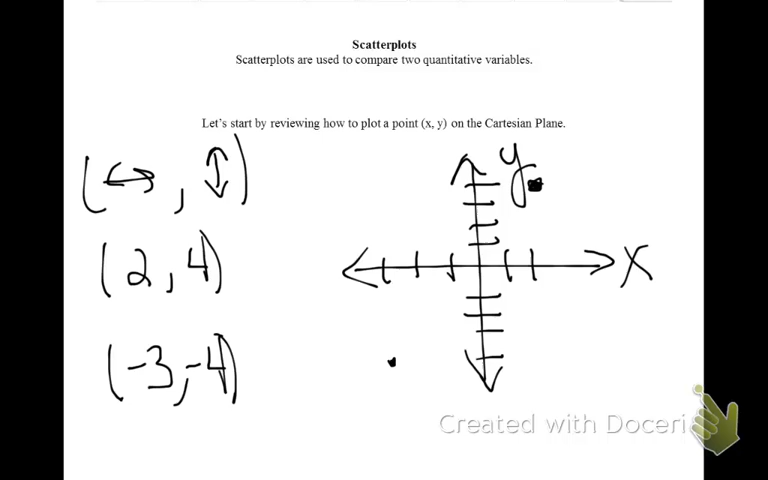 Scatterplots
Scatterplots are used to compare two quantitative variables.
Let's start by reviewing how to plot a point (x, y) on the Cartesian Plane.
(↔, ↕)
y
(2, 4)
x
(-3, -4)
Created with Doceri